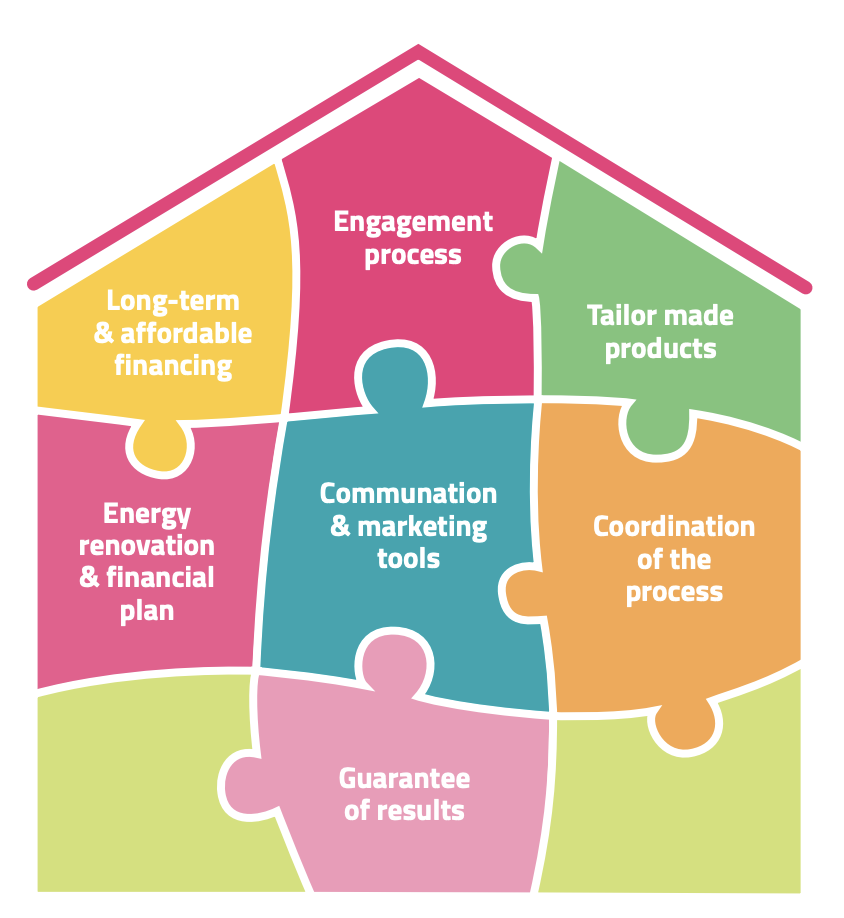 Engagement
process
Long-term
& affordable
financing
Tailor made
products
Energy
renovation
& financial
plan
Communation
& marketing
tools
Coordination
of the
process
Guarantee
of results